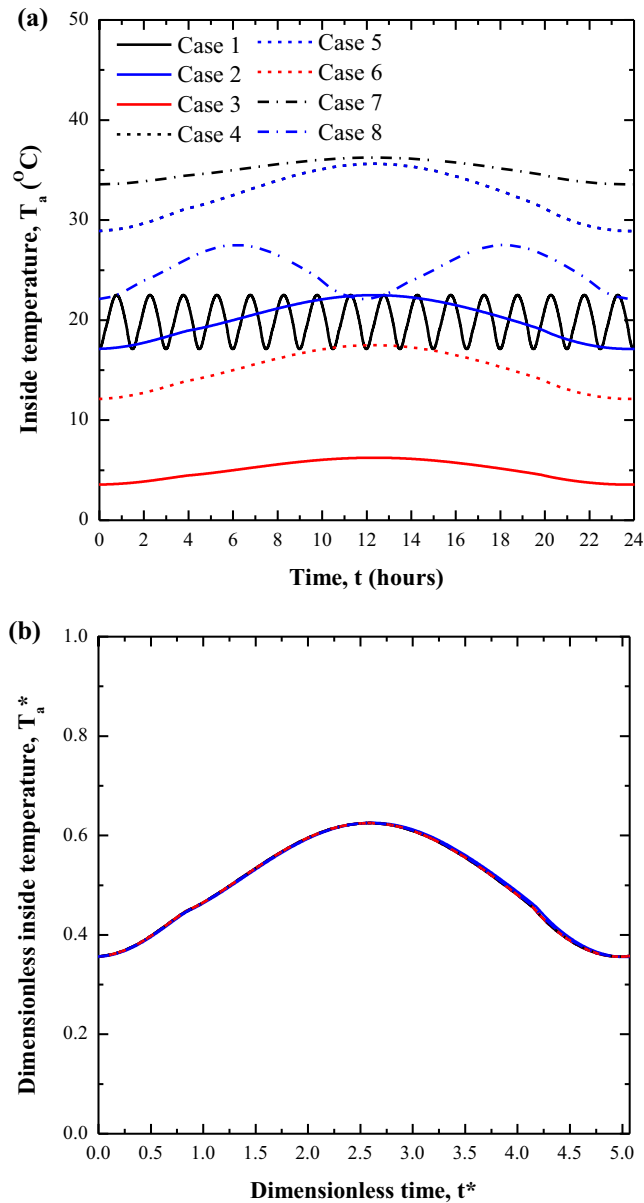 (a)
50
40
30
20
10
0
Inside temperature, T_a (°C)
Case 1
Case 2
Case 3
Case 4
Case 5
Case 6
Case 7
Case 8
0 2 4 6 8 10 12 14 16 18 20 22 24
Time, t (hours)
(b)
1.0
0.8
0.6
0.4
0.2
0.0
Dimensionless inside temperature, T_a*
0.0 0.5 1.0 1.5 2.0 2.5 3.0 3.5 4.0 4.5 5.0
Dimensionless time, t*